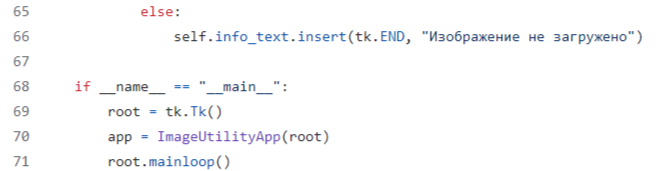 65 else:
66 self.info_text.insert(tk.END, "Изображение не загружено")
67
68 if __name__ == "__main__":
69 root = tk.Tk()
70 app = ImageUtilityApp(root)
71 root.mainloop()